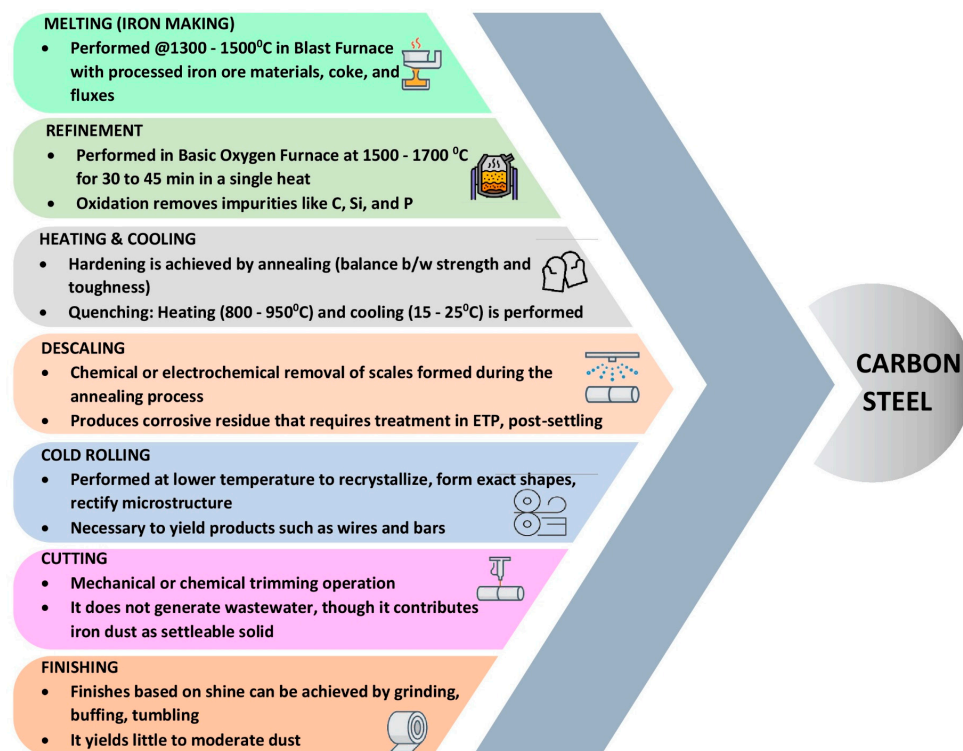 MELTING (IRON MAKING)
• Performed @1300 - 1500⁰C in Blast Furnace
with processed iron ore materials, coke, and
fluxes
REFINEMENT
• Performed in Basic Oxygen Furnace at 1500 - 1700 ⁰C
for 30 to 45 min in a single heat
• Oxidation removes impurities like C, Si, and P
HEATING & COOLING
• Hardening is achieved by annealing (balance b/w strength and
toughness)
• Quenching: Heating (800 - 950⁰C) and cooling (15 - 25⁰C) is performed
DESCALING
• Chemical or electrochemical removal of scales formed during the
annealing process
• Produces corrosive residue that requires treatment in ETP, post-settling
COLD ROLLING
• Performed at lower temperature to recrystallize, form exact shapes,
rectify microstructure
• Necessary to yield products such as wires and bars
CUTTING
• Mechanical or chemical trimming operation
• It does not generate wastewater, though it contributes
iron dust as settleable solid
FINISHING
• Finishes based on shine can be achieved by grinding,
buffing, tumbling
• It yields little to moderate dust
CARBON
STEEL